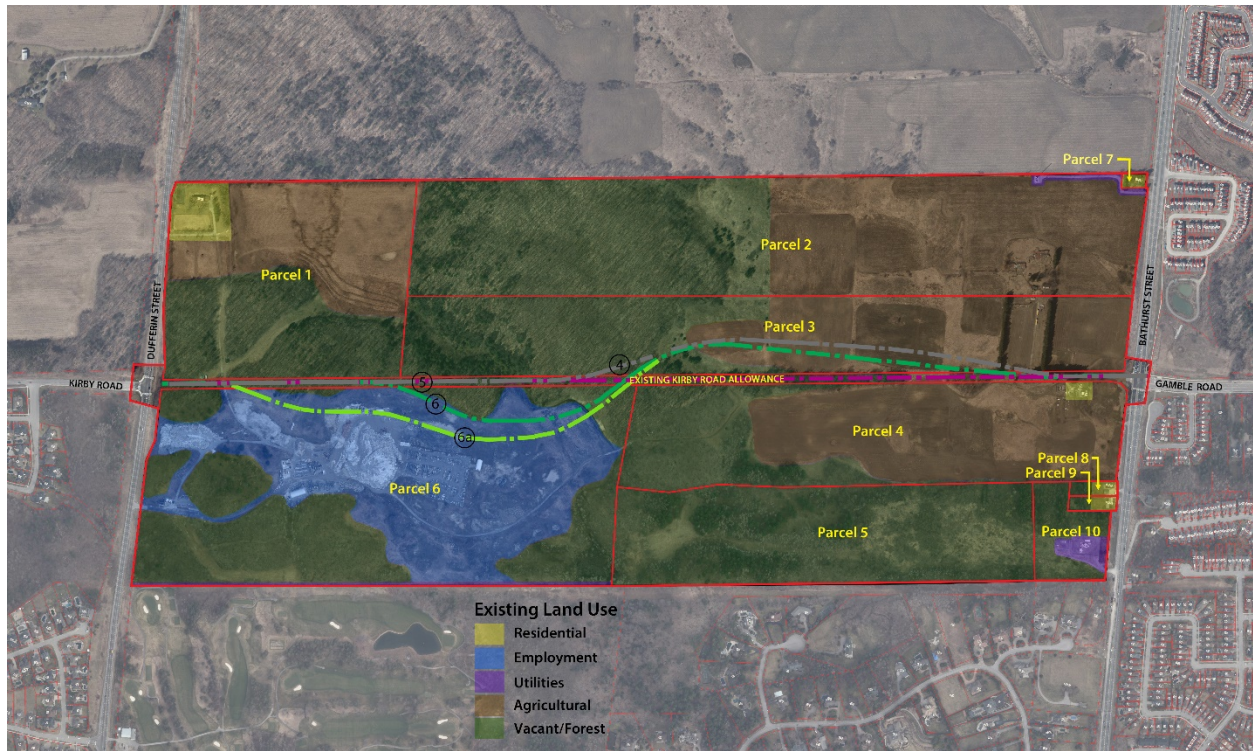 Parcel 7
Parcel 2
Parcel 1
Parcel 3
DUFFERIN STREET
BATHURST STREET
4
KIRBY ROAD
5
EXISTING KIRBY ROAD ALLOWANCE
GAMBLE ROAD
6
6a
Parcel 4
Parcel 8
Parcel 9
Parcel 6
Parcel 5
Parcel 10
Existing Land Use
Residential
Employment
Utilities
Agricultural
Vacant/Forest